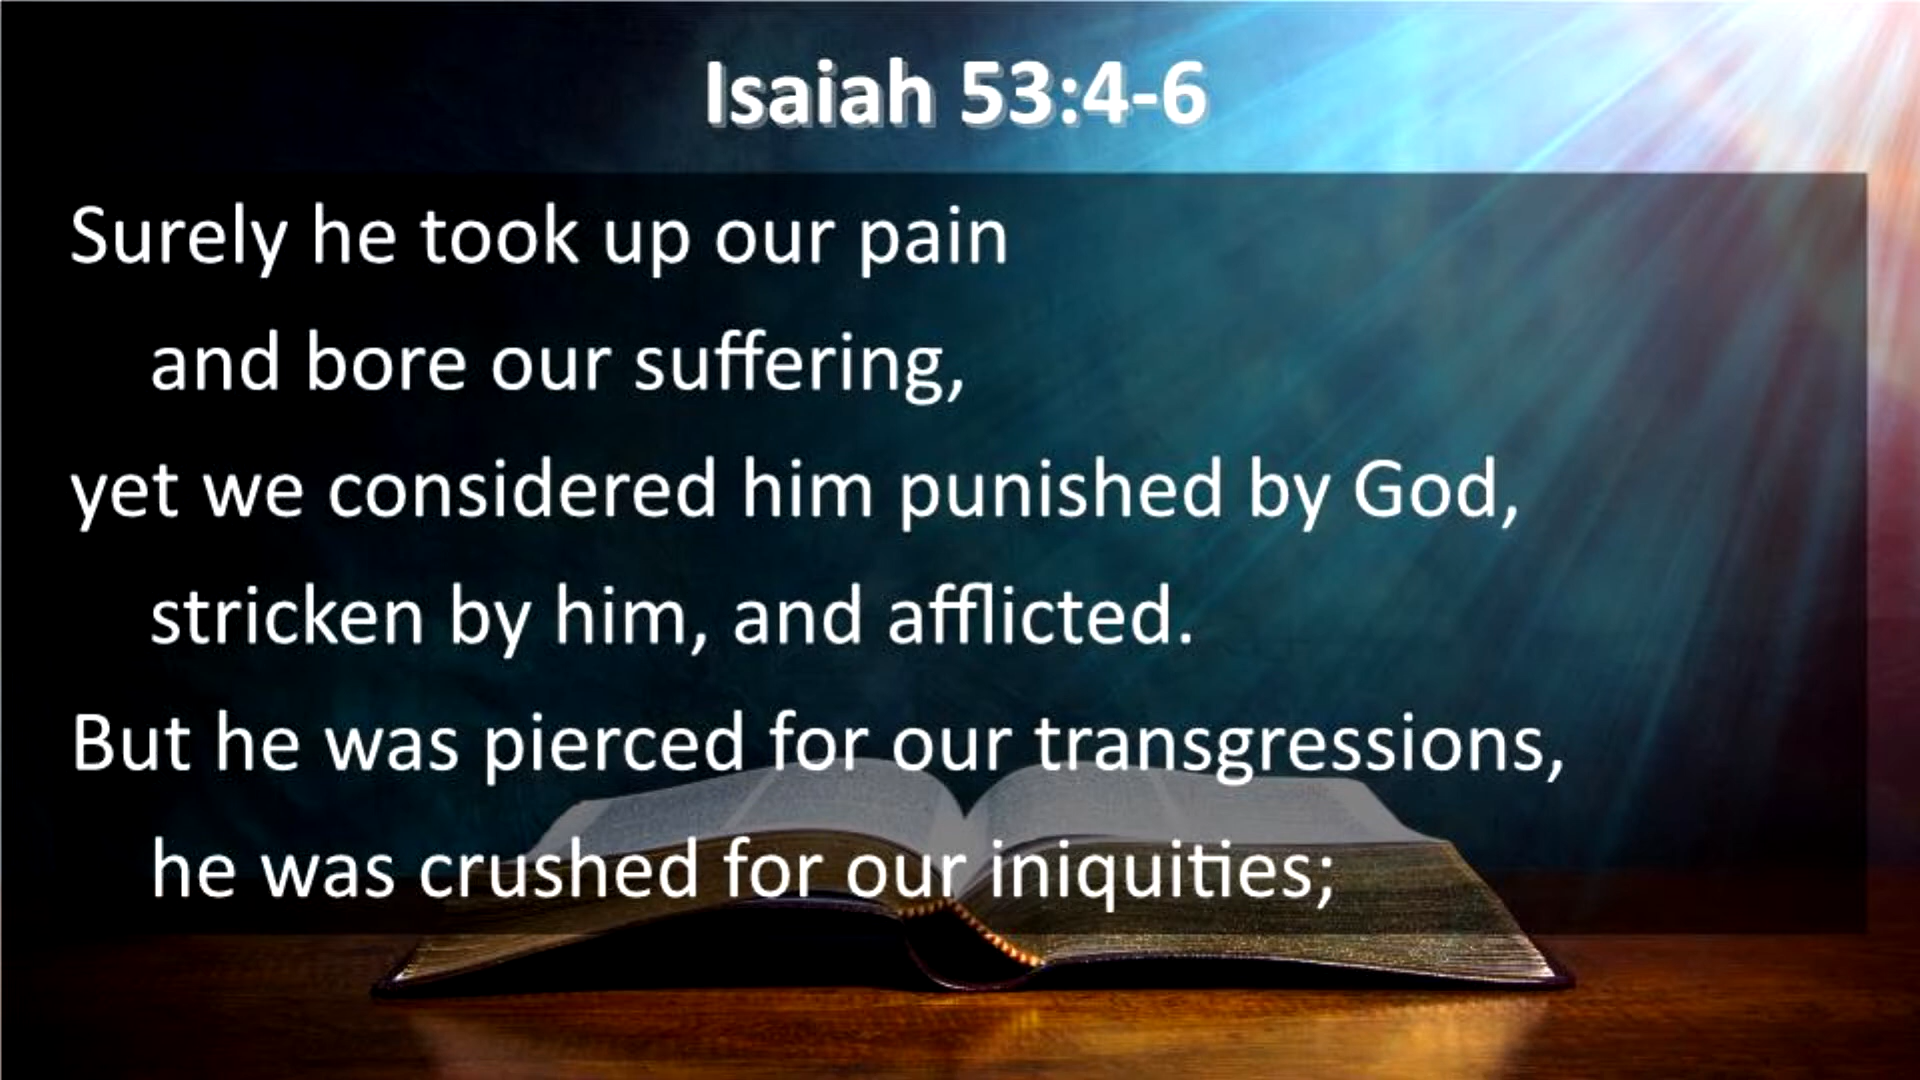 Isaiah 53:4-6
Surely he took up our pain
and bore our suffering,
yet we considered him punished by God,
stricken by him, and afflicted.
But he was pierced for our transgressions,
he was crushed for our iniquities;